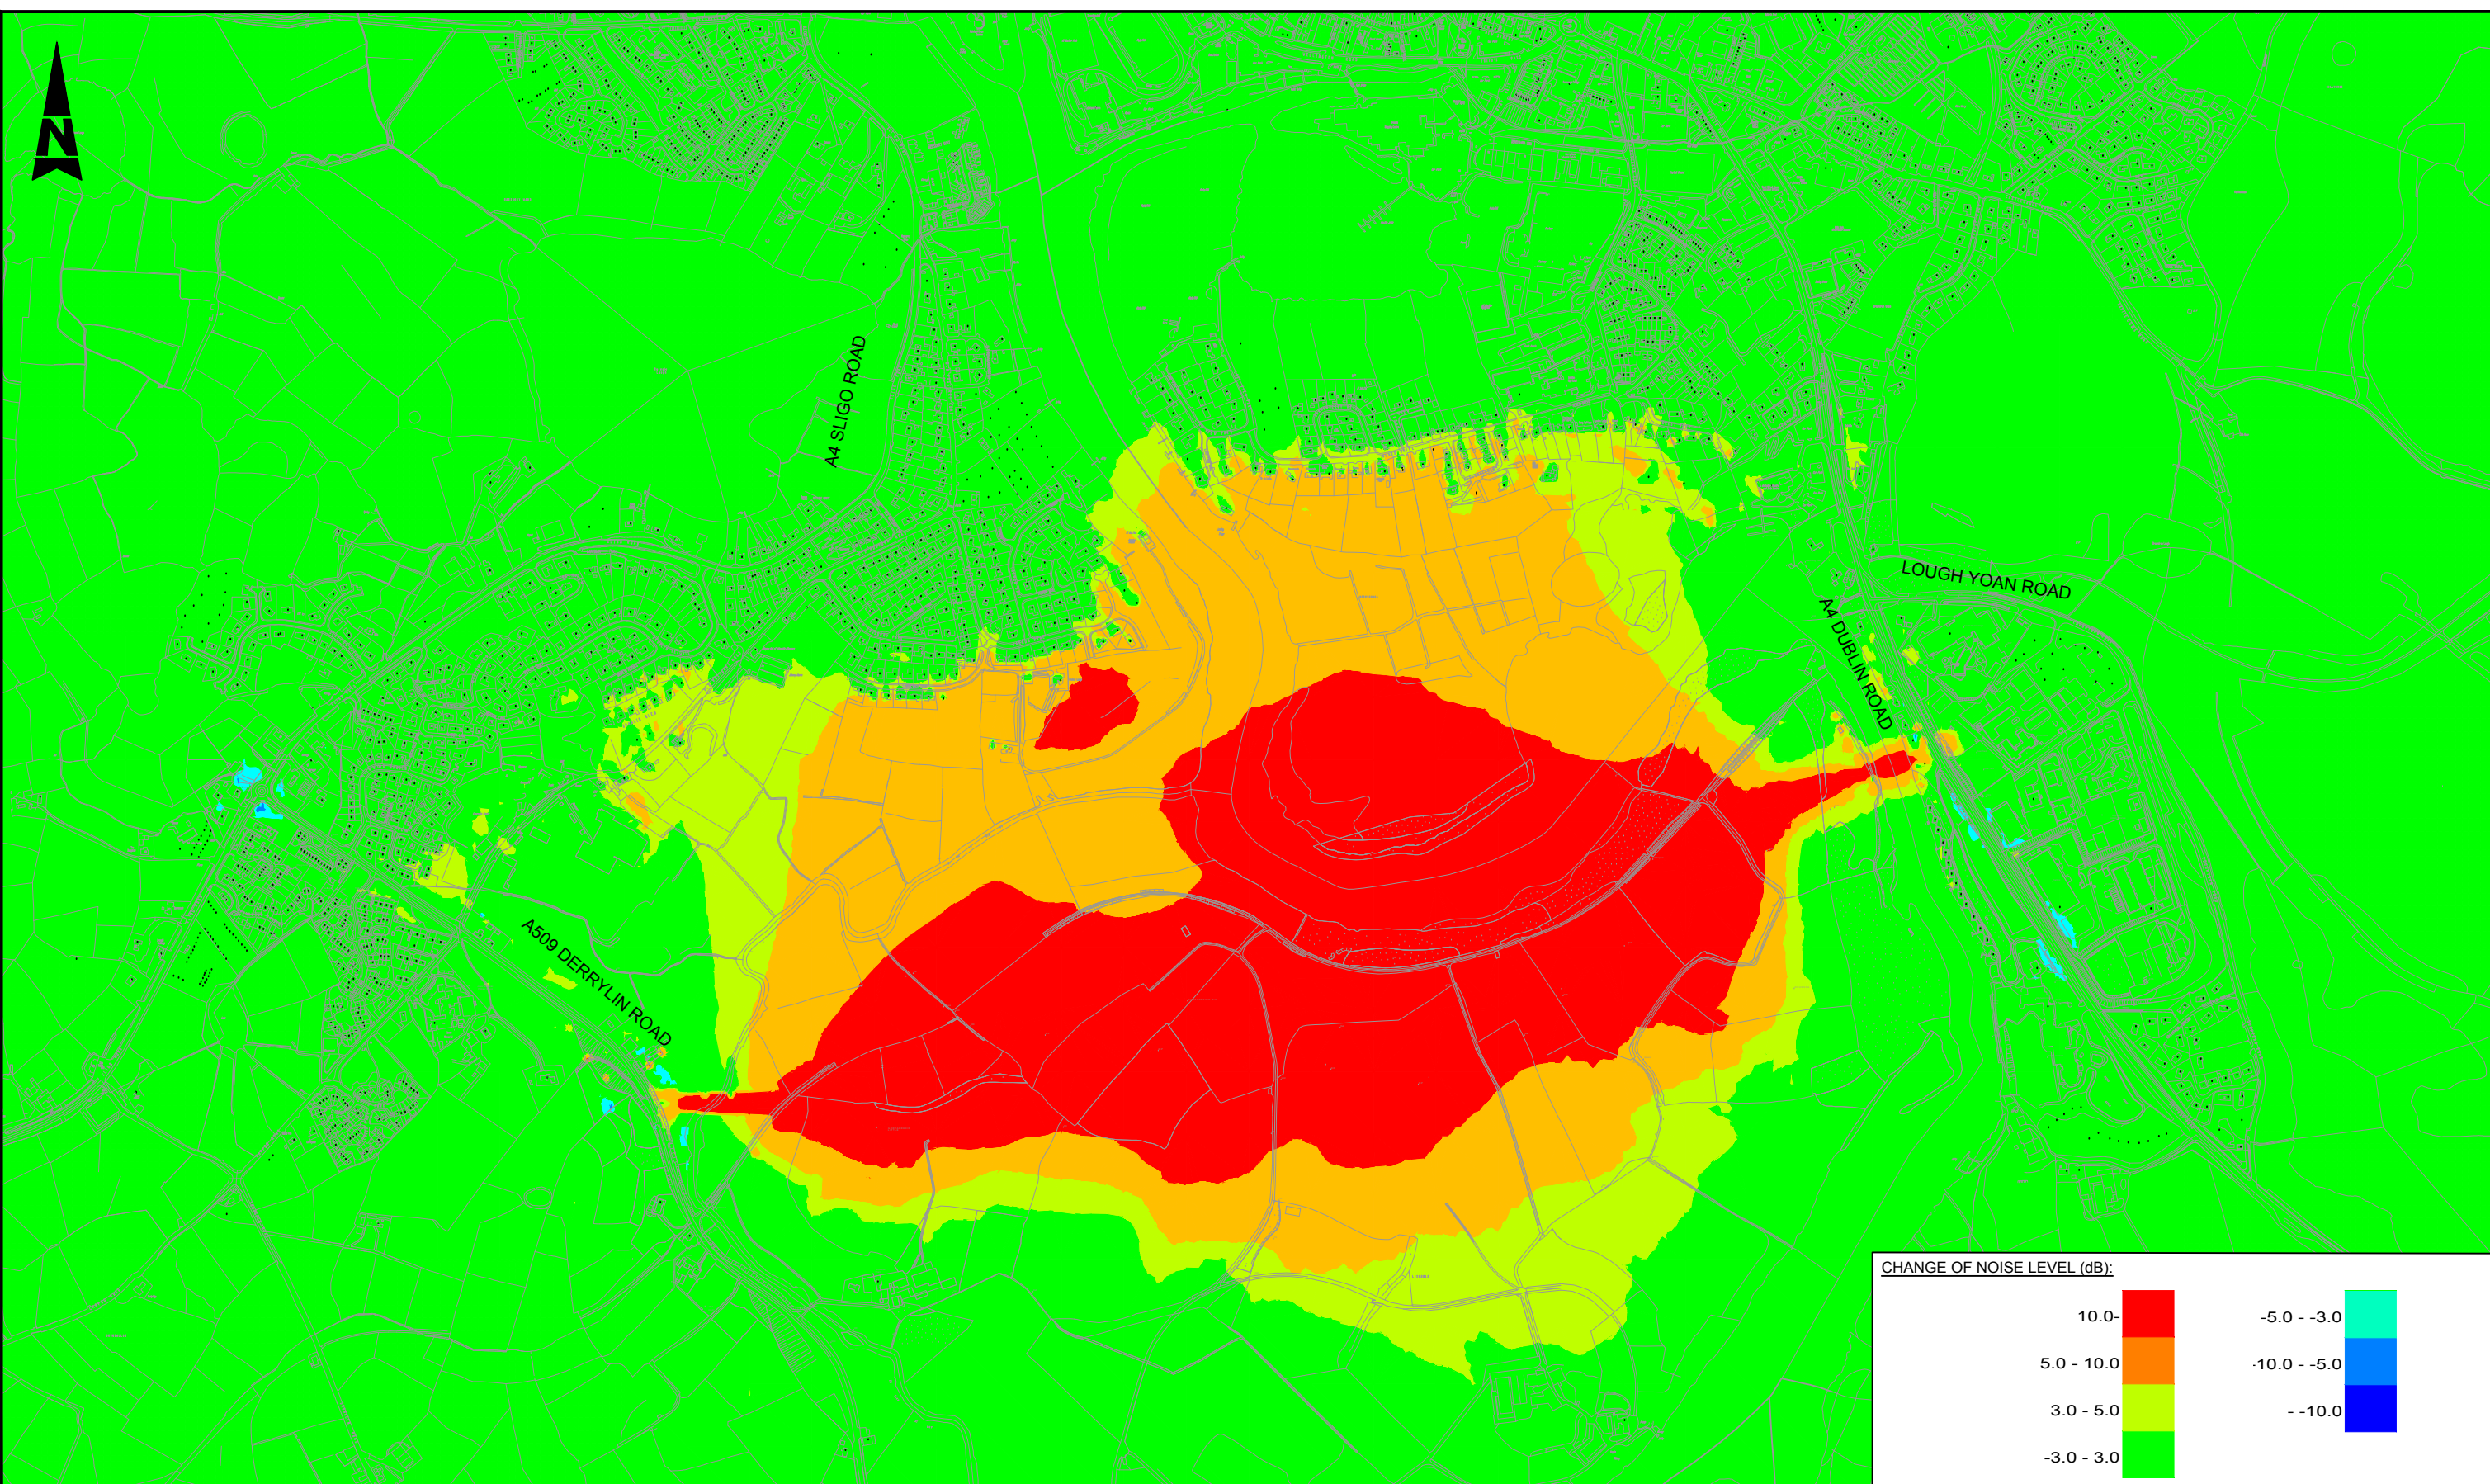 N
A4 SLIGO ROAD
LOUGH YOAN ROAD
A4 DUBLIN ROAD
A509 DERRYLIN ROAD
CHANGE OF NOISE LEVEL (dB):
10.0-
5.0 - 10.0
3.0 - 5.0
-3.0 - 3.0
-5.0 - -3.0
-10.0 - -5.0
- -10.0